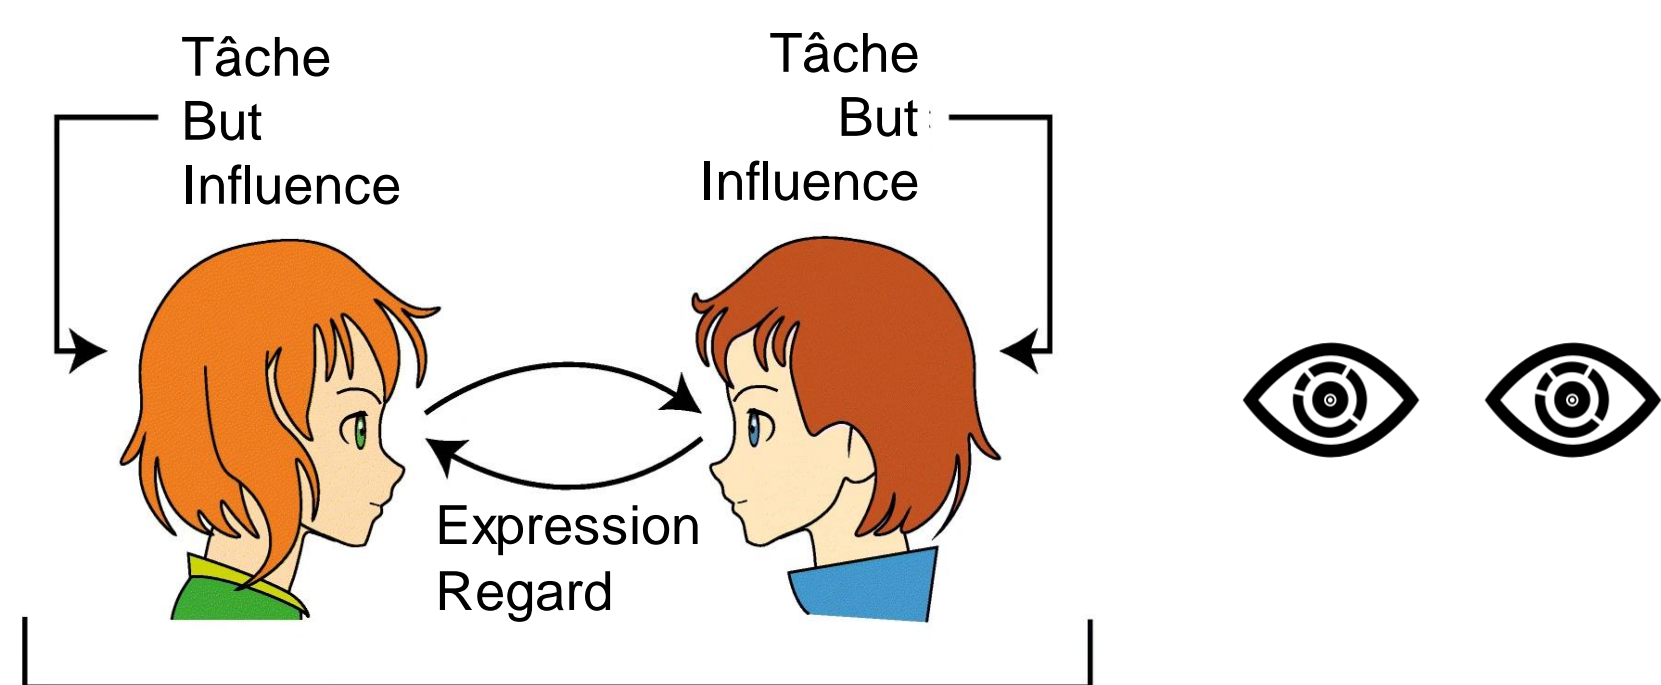 Tâche
But
Influence
Tâche
But
Influence
Expression
Regard